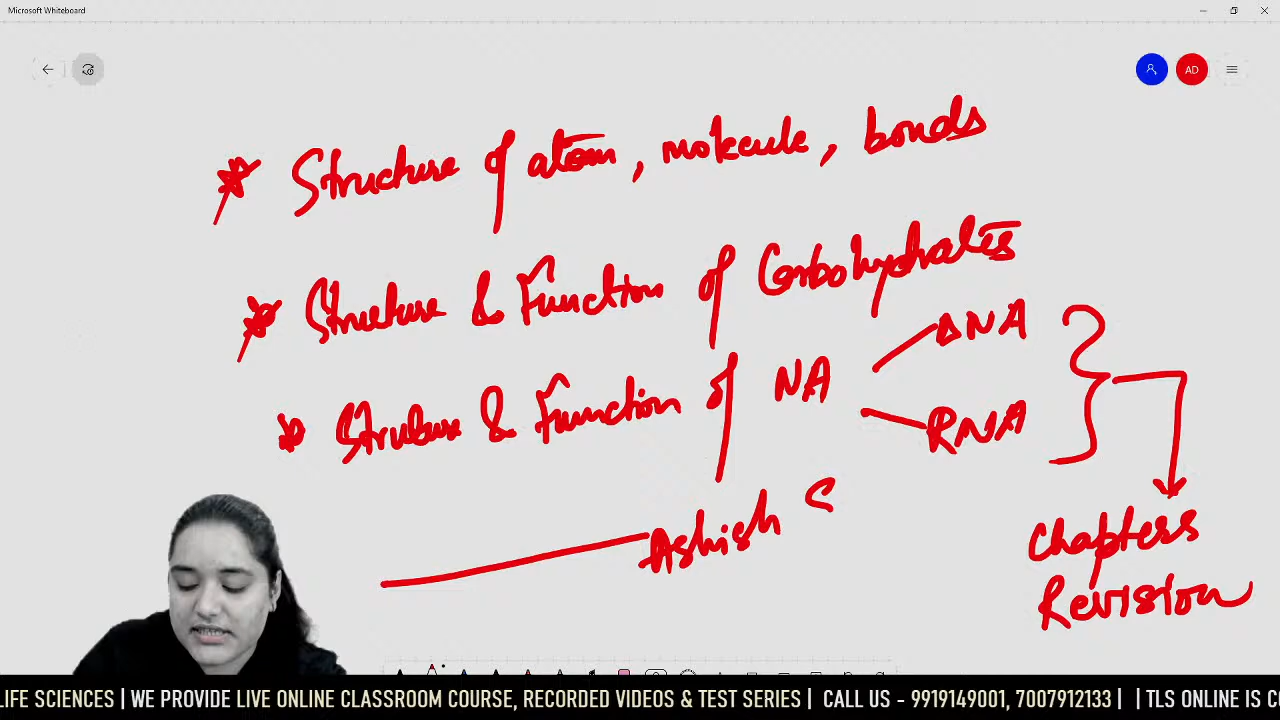 Microsoft Whiteboard
AD
* Structure of atom, molecule, bonds
* Structure & Function of Carbohydrates
* Structure & Function of NA
DNA
RNA
Chapters
Revision
Ashish S
LIFE SCIENCES | WE PROVIDE LIVE ONLINE CLASSROOM COURSE, RECORDED VIDEOS & TEST SERIES | CALL US - 9919149001, 7007912133 | | TLS ONLINE IS C